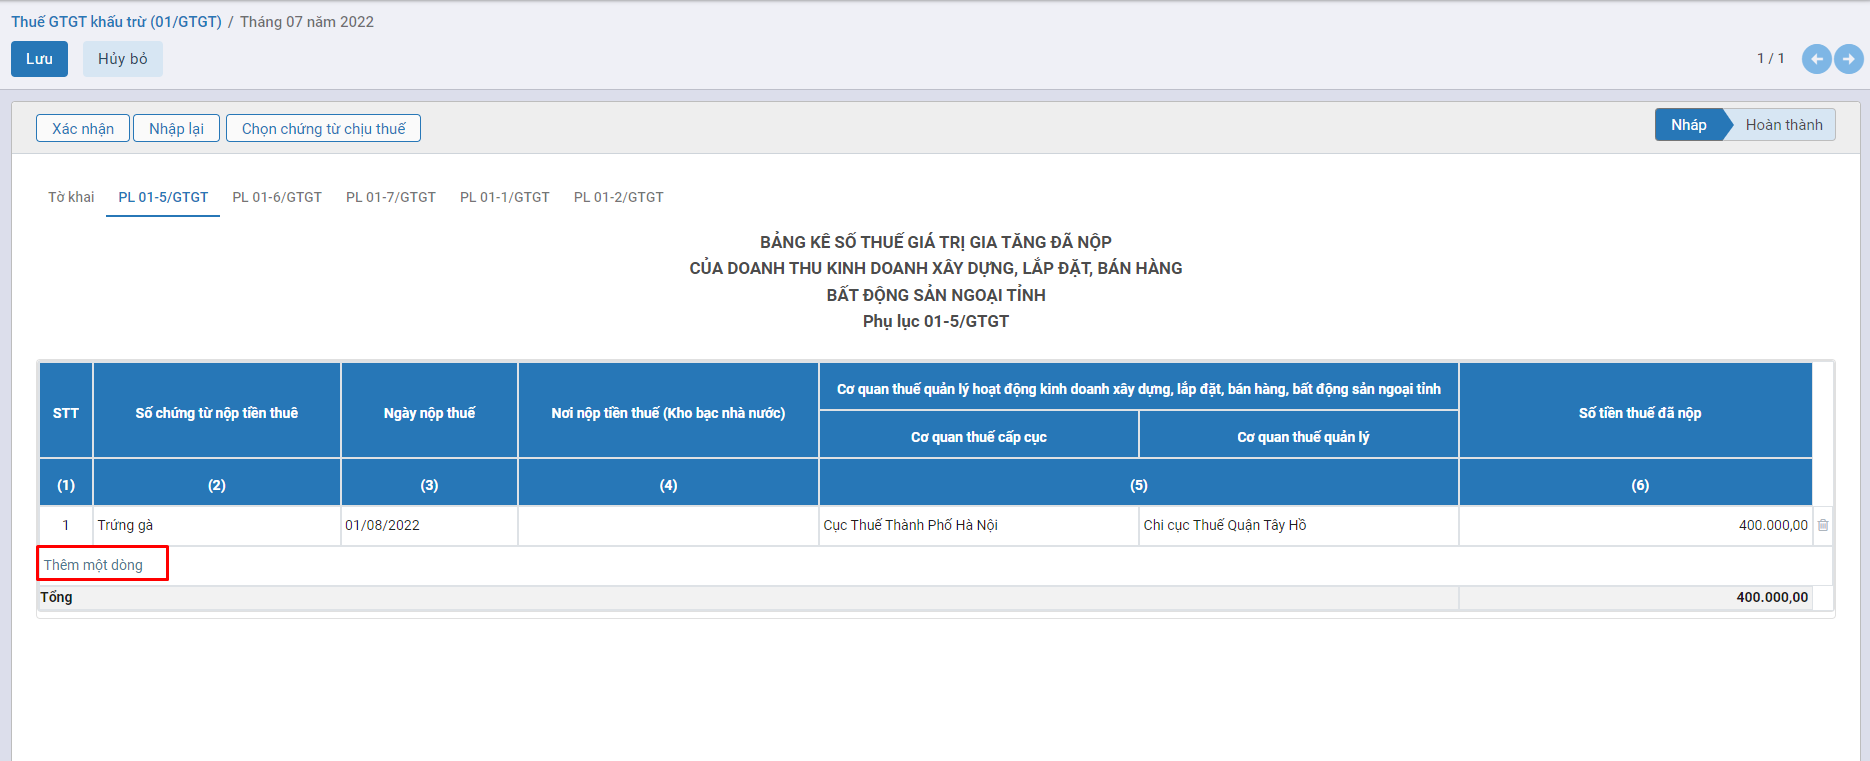 Thuế GTGT khấu trừ (01/GTGT) / Tháng 07 năm 2022
Lưu Hủy bỏ 1 / 1
Xác nhận Nhập lại Chọn chứng từ chịu thuế Nháp Hoàn thành
Tờ khai PL 01-5/GTGT PL 01-6/GTGT PL 01-7/GTGT PL 01-1/GTGT PL 01-2/GTGT
BẢNG KÊ SỐ THUẾ GIÁ TRỊ GIA TĂNG ĐÃ NỘP
CỦA DOANH THU KINH DOANH XÂY DỰNG, LẮP ĐẶT, BÁN HÀNG
BẤT ĐỘNG SẢN NGOẠI TỈNH
Phụ lục 01-5/GTGT
STT Số chứng từ nộp tiền thuê Ngày nộp thuế Nơi nộp tiền thuế (Kho bạc nhà nước) Cơ quan thuế quản lý hoạt động kinh doanh xây dựng, lắp đặt, bán hàng, bất động sản ngoại tỉnh Số tiền thuế đã nộp
Cơ quan thuế cấp cục Cơ quan thuế quản lý
(1) (2) (3) (4) (5) (6)
1 Trứng gà 01/08/2022 Cục Thuế Thành Phố Hà Nội Chi cục Thuế Quận Tây Hồ 400.000,00
Thêm một dòng
Tổng 400.000,00